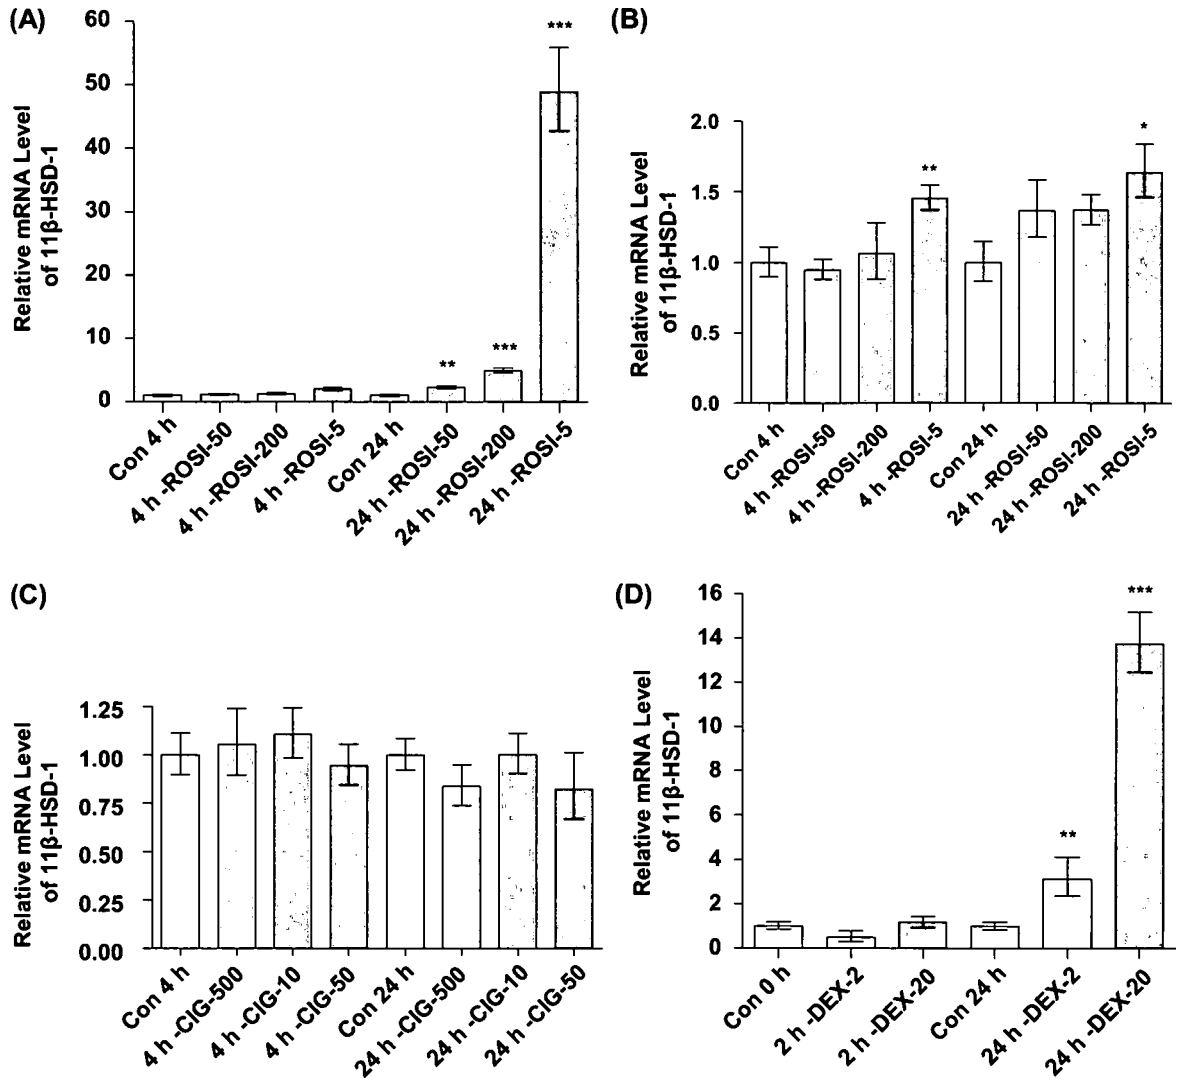 (A)
Relative mRNA Level
of 11β-HSD-1
60
50
40
30
20
10
0
**
***
***
Con 4 h
4 h -ROSI-50
4 h -ROSI-200
4 h -ROSI-5
Con 24 h
24 h -ROSI-50
24 h -ROSI-200
24 h -ROSI-5
(B)
Relative mRNA Level
of 11β-HSD-1
2.0
1.5
1.0
0.5
0.0
**
*
Con 4 h
4 h -ROSI-50
4 h -ROSI-200
4 h -ROSI-5
Con 24 h
24 h -ROSI-50
24 h -ROSI-200
24 h -ROSI-5
(C)
Relative mRNA Level
of 11β-HSD-1
1.25
1.00
0.75
0.50
0.25
0.00
Con 4 h
4 h -CIG-500
4 h -CIG-10
4 h -CIG-50
Con 24 h
24 h -CIG-500
24 h -CIG-10
24 h -CIG-50
(D)
Relative mRNA Level
of 11β-HSD-1
16
14
12
10
8
6
4
2
0
**
***
Con 0 h
2 h -DEX-2
2 h -DEX-20
Con 24 h
24 h -DEX-2
24 h -DEX-20